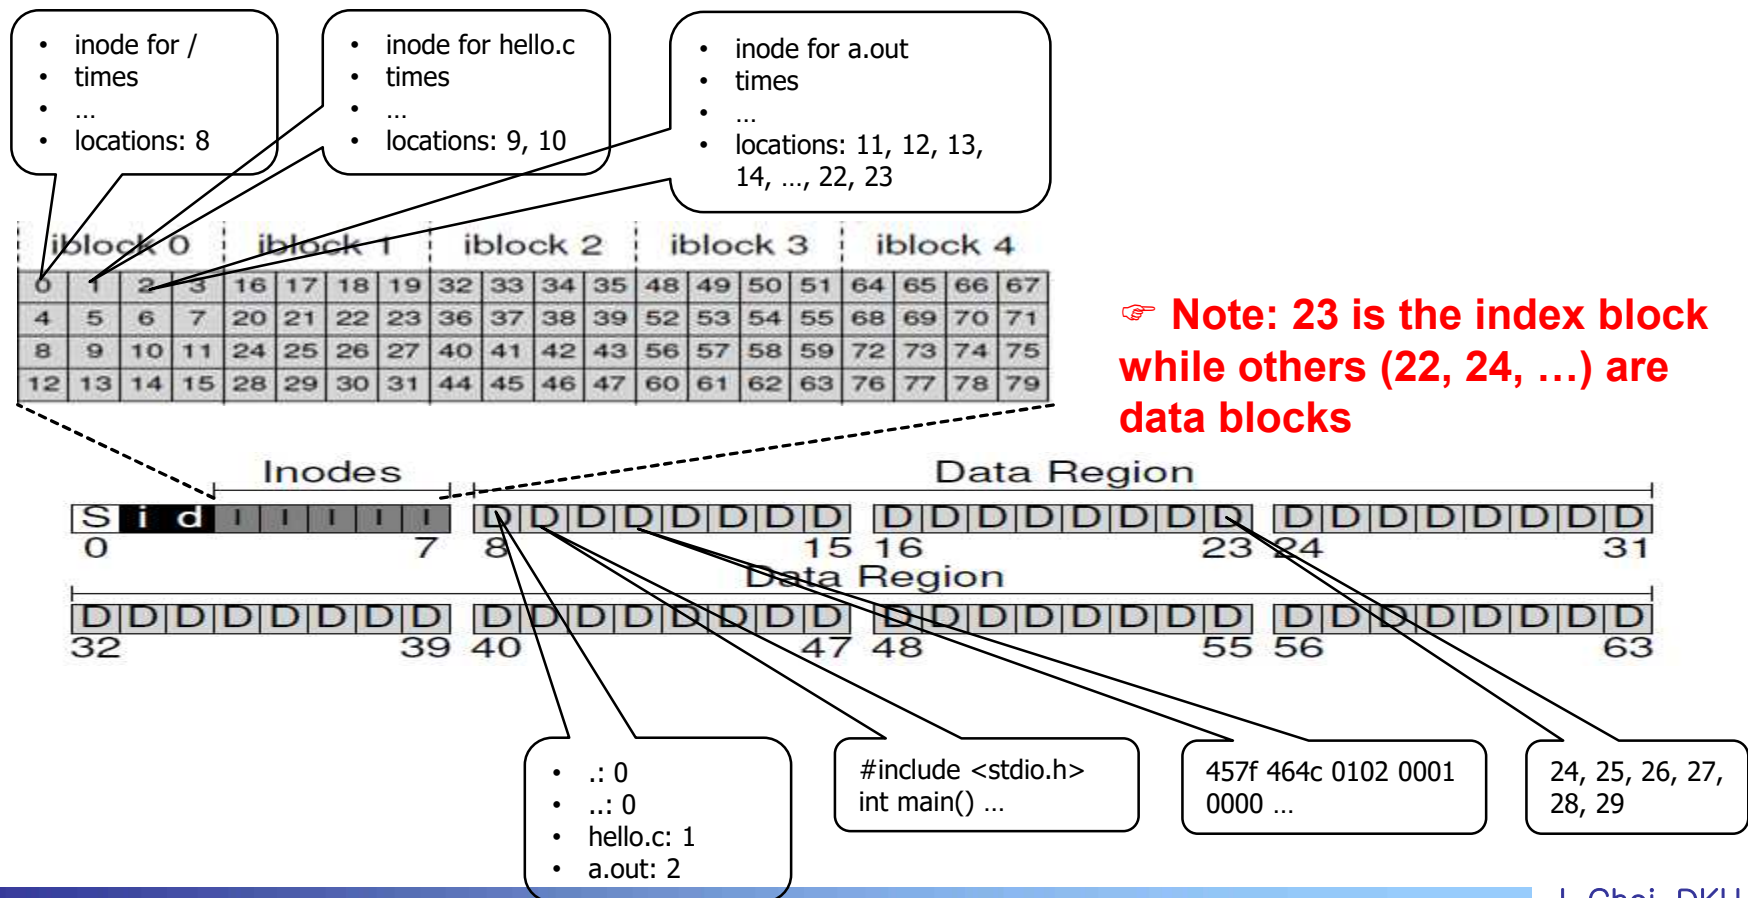 • inode for /
• times
• ...
• locations: 8
• inode for hello.c
• times
• ...
• locations: 9, 10
• inode for a.out
• times
• ...
• locations: 11, 12, 13,
14, ..., 22, 23
iblock 0 iblock 1 iblock 2 iblock 3 iblock 4
0 1 2 3 16 17 18 19 32 33 34 35 48 49 50 51 64 65 66 67
4 5 6 7 20 21 22 23 36 37 38 39 52 53 54 55 68 69 70 71
8 9 10 11 24 25 26 27 40 41 42 43 56 57 58 59 72 73 74 75
12 13 14 15 28 29 30 31 44 45 46 47 60 61 62 63 76 77 78 79
☞ Note: 23 is the index block
while others (22, 24, ...) are
data blocks
Inodes Data Region
S i d I I I I I D D D D D D D D D D D D D D D D D D D D D D D D
0 7 8 15 16 23 24 31
Data Region
D D D D D D D D D D D D D D D D D D D D D D D D D D D D D D D D
32 39 40 47 48 55 56 63
• .: 0
• ..: 0
• hello.c: 1
• a.out: 2
#include <stdio.h>
int main() ...
457f 464c 0102 0001
0000 ...
24, 25, 26, 27,
28, 29